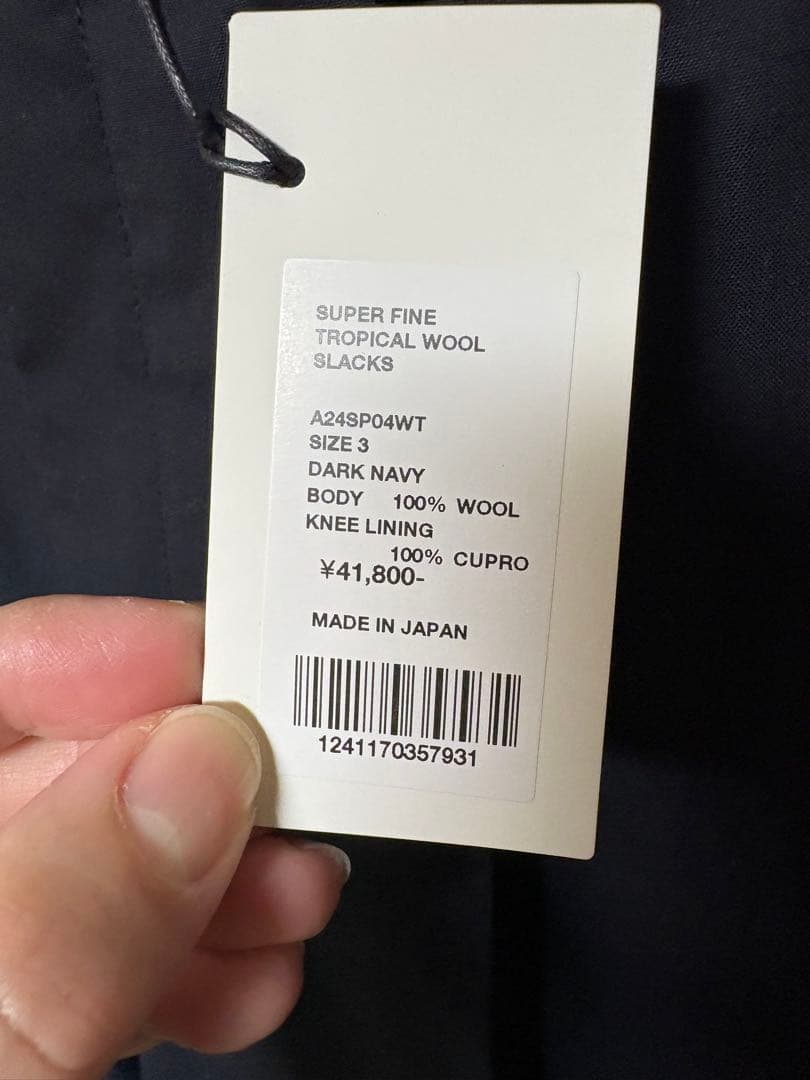 SUPER FINE
TROPICAL WOOL
SLACKS
A24SP04WT
SIZE 3
DARK NAVY
BODY 100% WOOL
KNEE LINING
100% CUPRO
¥41,800-
MADE IN JAPAN
1241170357931